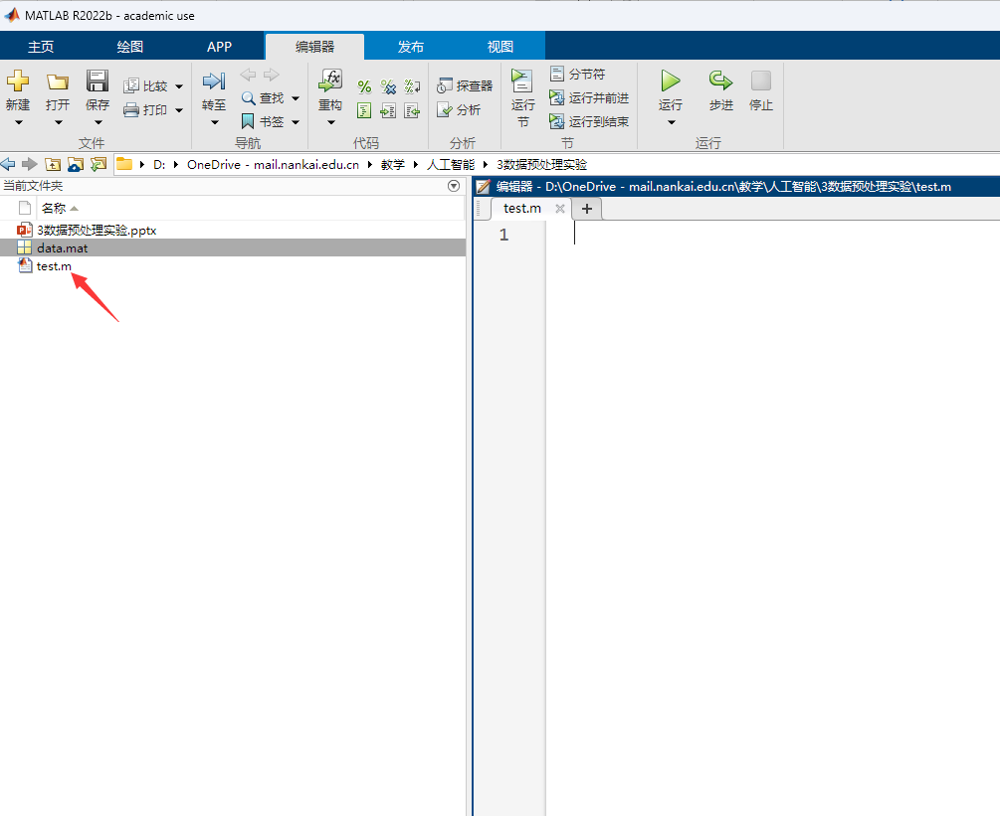 MATLAB R2022b - academic use
主页 绘图 APP 编辑器 发布 视图
新建 打开 保存 比较 打印 转至 查找 书签 重构 探查器 分析 运行节 分节符 运行并前进 运行到结束 运行 步进 停止
文件 导航 代码 分析 节 运行
D: OneDrive - mail.nankai.edu.cn 教学 人工智能 3数据预处理实验
当前文件夹
名称
3数据预处理实验.pptx
data.mat
test.m
编辑器 - D:\OneDrive - mail.nankai.edu.cn\教学\人工智能\3数据预处理实验\test.m
test.m
1